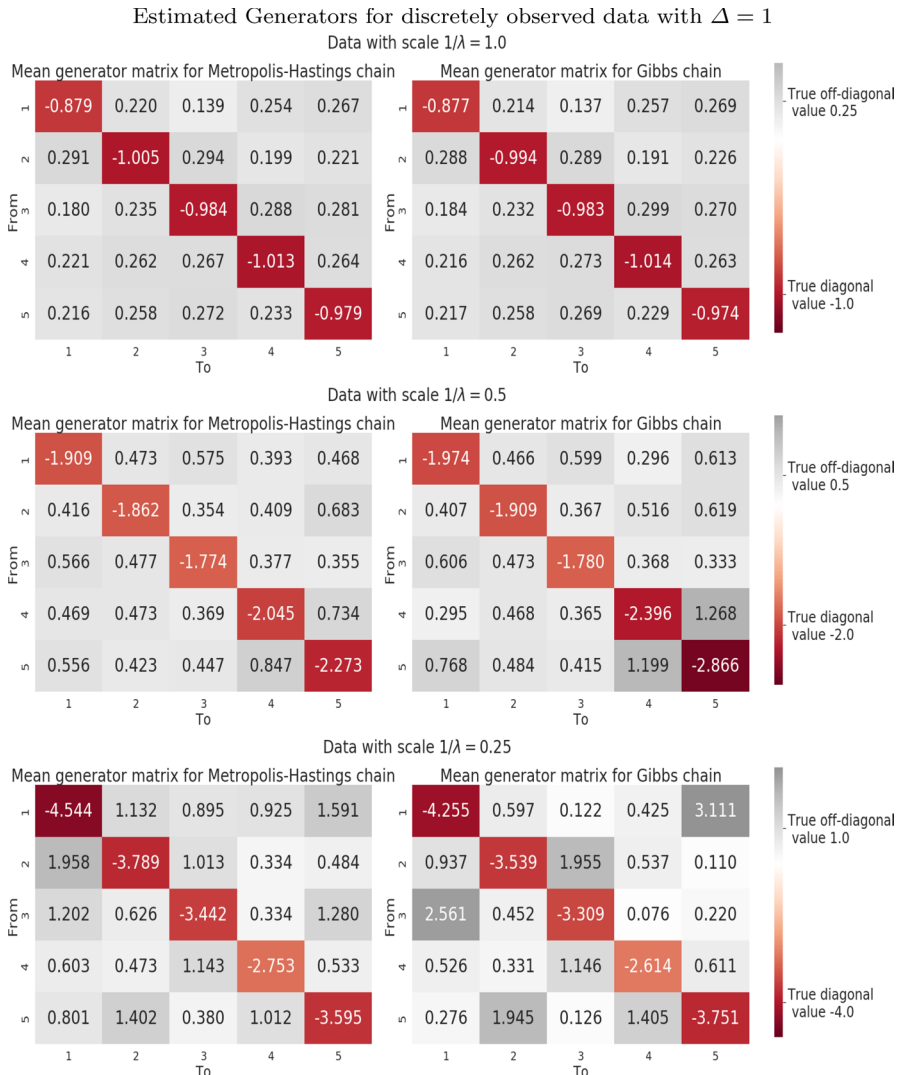 Estimated Generators for discretely observed data with Δ = 1
Data with scale 1/λ = 1.0
Mean generator matrix for Metropolis-Hastings chain
Mean generator matrix for Gibbs chain
From
1 -0.879 0.220 0.139 0.254 0.267
2 0.291 -1.005 0.294 0.199 0.221
3 0.180 0.235 -0.984 0.288 0.281
4 0.221 0.262 0.267 -1.013 0.264
5 0.216 0.258 0.272 0.233 -0.979
1 2 3 4 5
To
From
1 -0.877 0.214 0.137 0.257 0.269
2 0.288 -0.994 0.289 0.191 0.226
3 0.184 0.232 -0.983 0.299 0.270
4 0.216 0.262 0.273 -1.014 0.263
5 0.217 0.258 0.269 0.229 -0.974
1 2 3 4 5
To
True off-diagonal
value 0.25
True diagonal
value -1.0
Data with scale 1/λ = 0.5
Mean generator matrix for Metropolis-Hastings chain
Mean generator matrix for Gibbs chain
From
1 -1.909 0.473 0.575 0.393 0.468
2 0.416 -1.862 0.354 0.409 0.683
3 0.566 0.477 -1.774 0.377 0.355
4 0.469 0.473 0.369 -2.045 0.734
5 0.556 0.423 0.447 0.847 -2.273
1 2 3 4 5
To
From
1 -1.974 0.466 0.599 0.296 0.613
2 0.407 -1.909 0.367 0.516 0.619
3 0.606 0.473 -1.780 0.368 0.333
4 0.295 0.468 0.365 -2.396 1.268
5 0.768 0.484 0.415 1.199 -2.866
1 2 3 4 5
To
True off-diagonal
value 0.5
True diagonal
value -2.0
Data with scale 1/λ = 0.25
Mean generator matrix for Metropolis-Hastings chain
Mean generator matrix for Gibbs chain
From
1 -4.544 1.132 0.895 0.925 1.591
2 1.958 -3.789 1.013 0.334 0.484
3 1.202 0.626 -3.442 0.334 1.280
4 0.603 0.473 1.143 -2.753 0.533
5 0.801 1.402 0.380 1.012 -3.595
1 2 3 4 5
To
From
1 -4.255 0.597 0.122 0.425 3.111
2 0.937 -3.539 1.955 0.537 0.110
3 2.561 0.452 -3.309 0.076 0.220
4 0.526 0.331 1.146 -2.614 0.611
5 0.276 1.945 0.126 1.405 -3.751
1 2 3 4 5
To
True off-diagonal
value 1.0
True diagonal
value -4.0